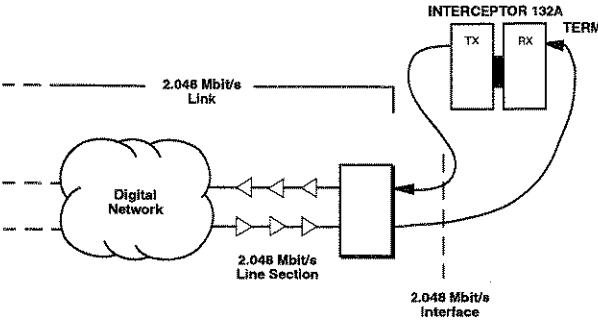 INTERCEPTOR 132A
TX
RX
TERM
2.048 Mbit/s
Link
Digital
Network
2.048 Mbit/s
Line Section
2.048 Mbit/s
Interface